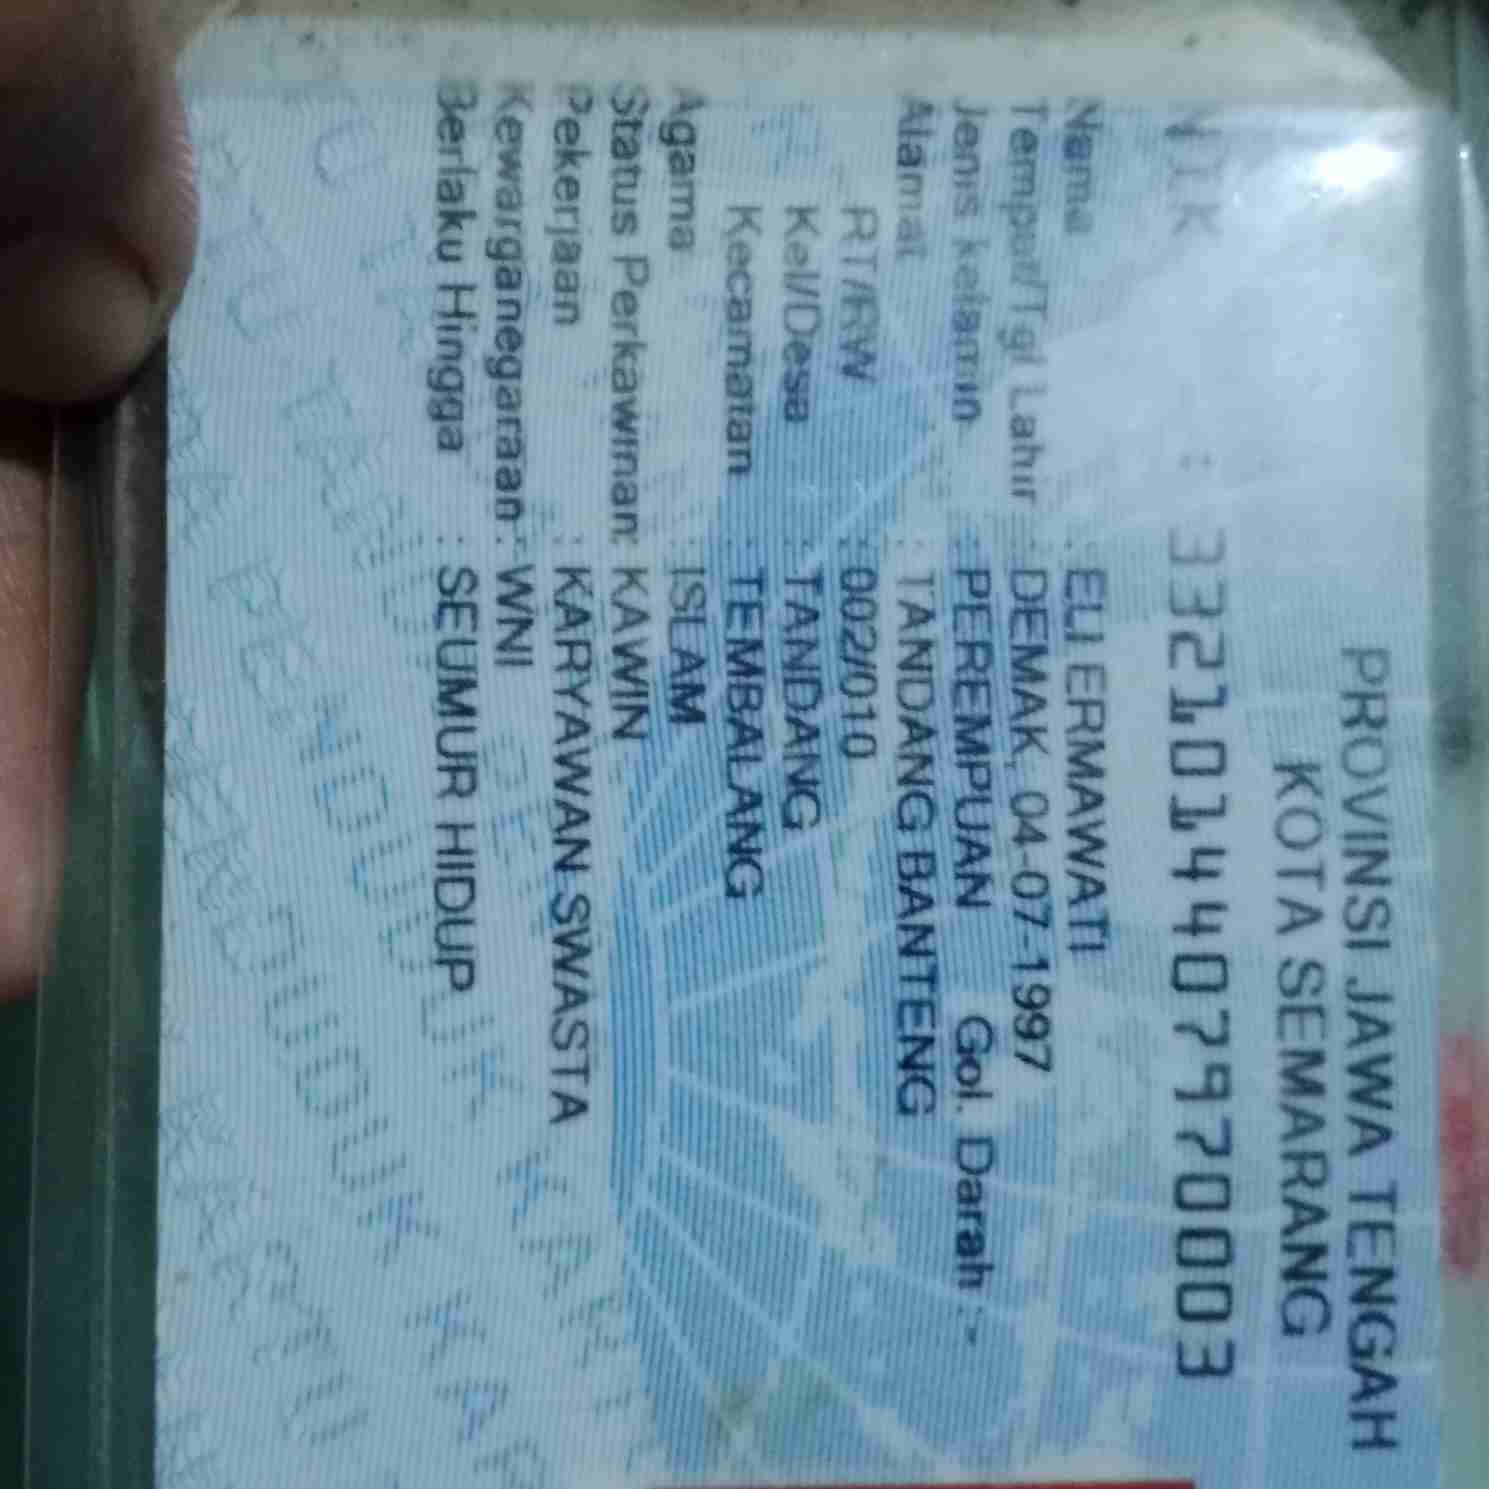 PROVINSI JAWA TENGAH
KOTA SEMARANG
NIK : 3321014407970003
Nama : ELI ERMAWATI
Tempat/Tgl Lahir : DEMAK, 04-07-1997
Jenis kelamin : PEREMPUAN Gol. Darah :-
Alamat : TANDANG BANTENG
RT/RW : 002/010
Kel/Desa : TANDANG
Kecamatan : TEMBALANG
Agama : ISLAM
Status Perkawinan: KAWIN
Pekerjaan : KARYAWAN SWASTA
Kewarganegaraan: WNI
Berlaku Hingga : SEUMUR HIDUP